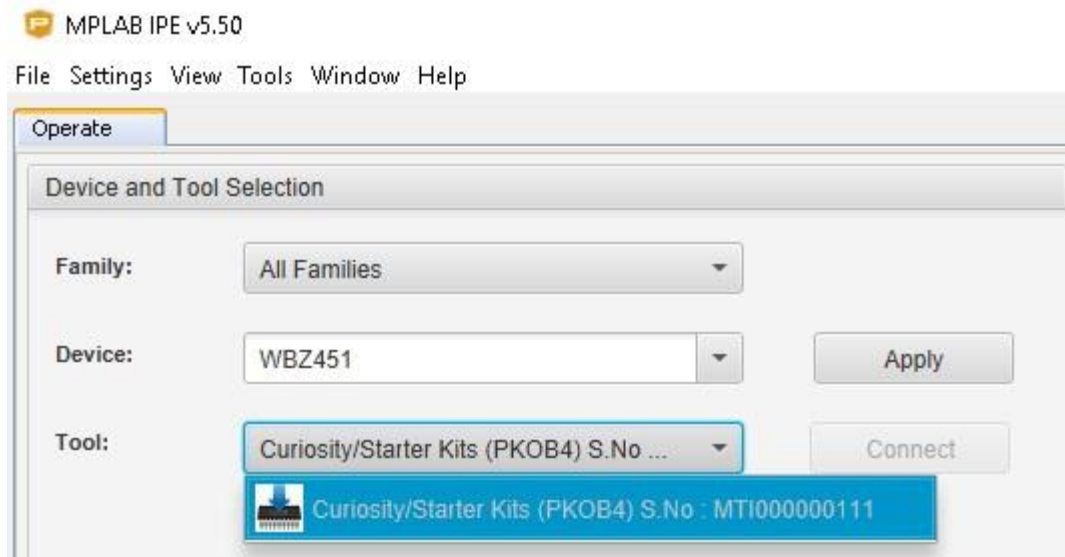 MPLAB IPE v5.50
File Settings View Tools Window Help
Operate
Device and Tool Selection
Family: All Families
Device: WBZ451 Apply
Tool: Curiosity/Starter Kits (PKOB4) S.No ... Connect
Curiosity/Starter Kits (PKOB4) S.No : MTI000000111